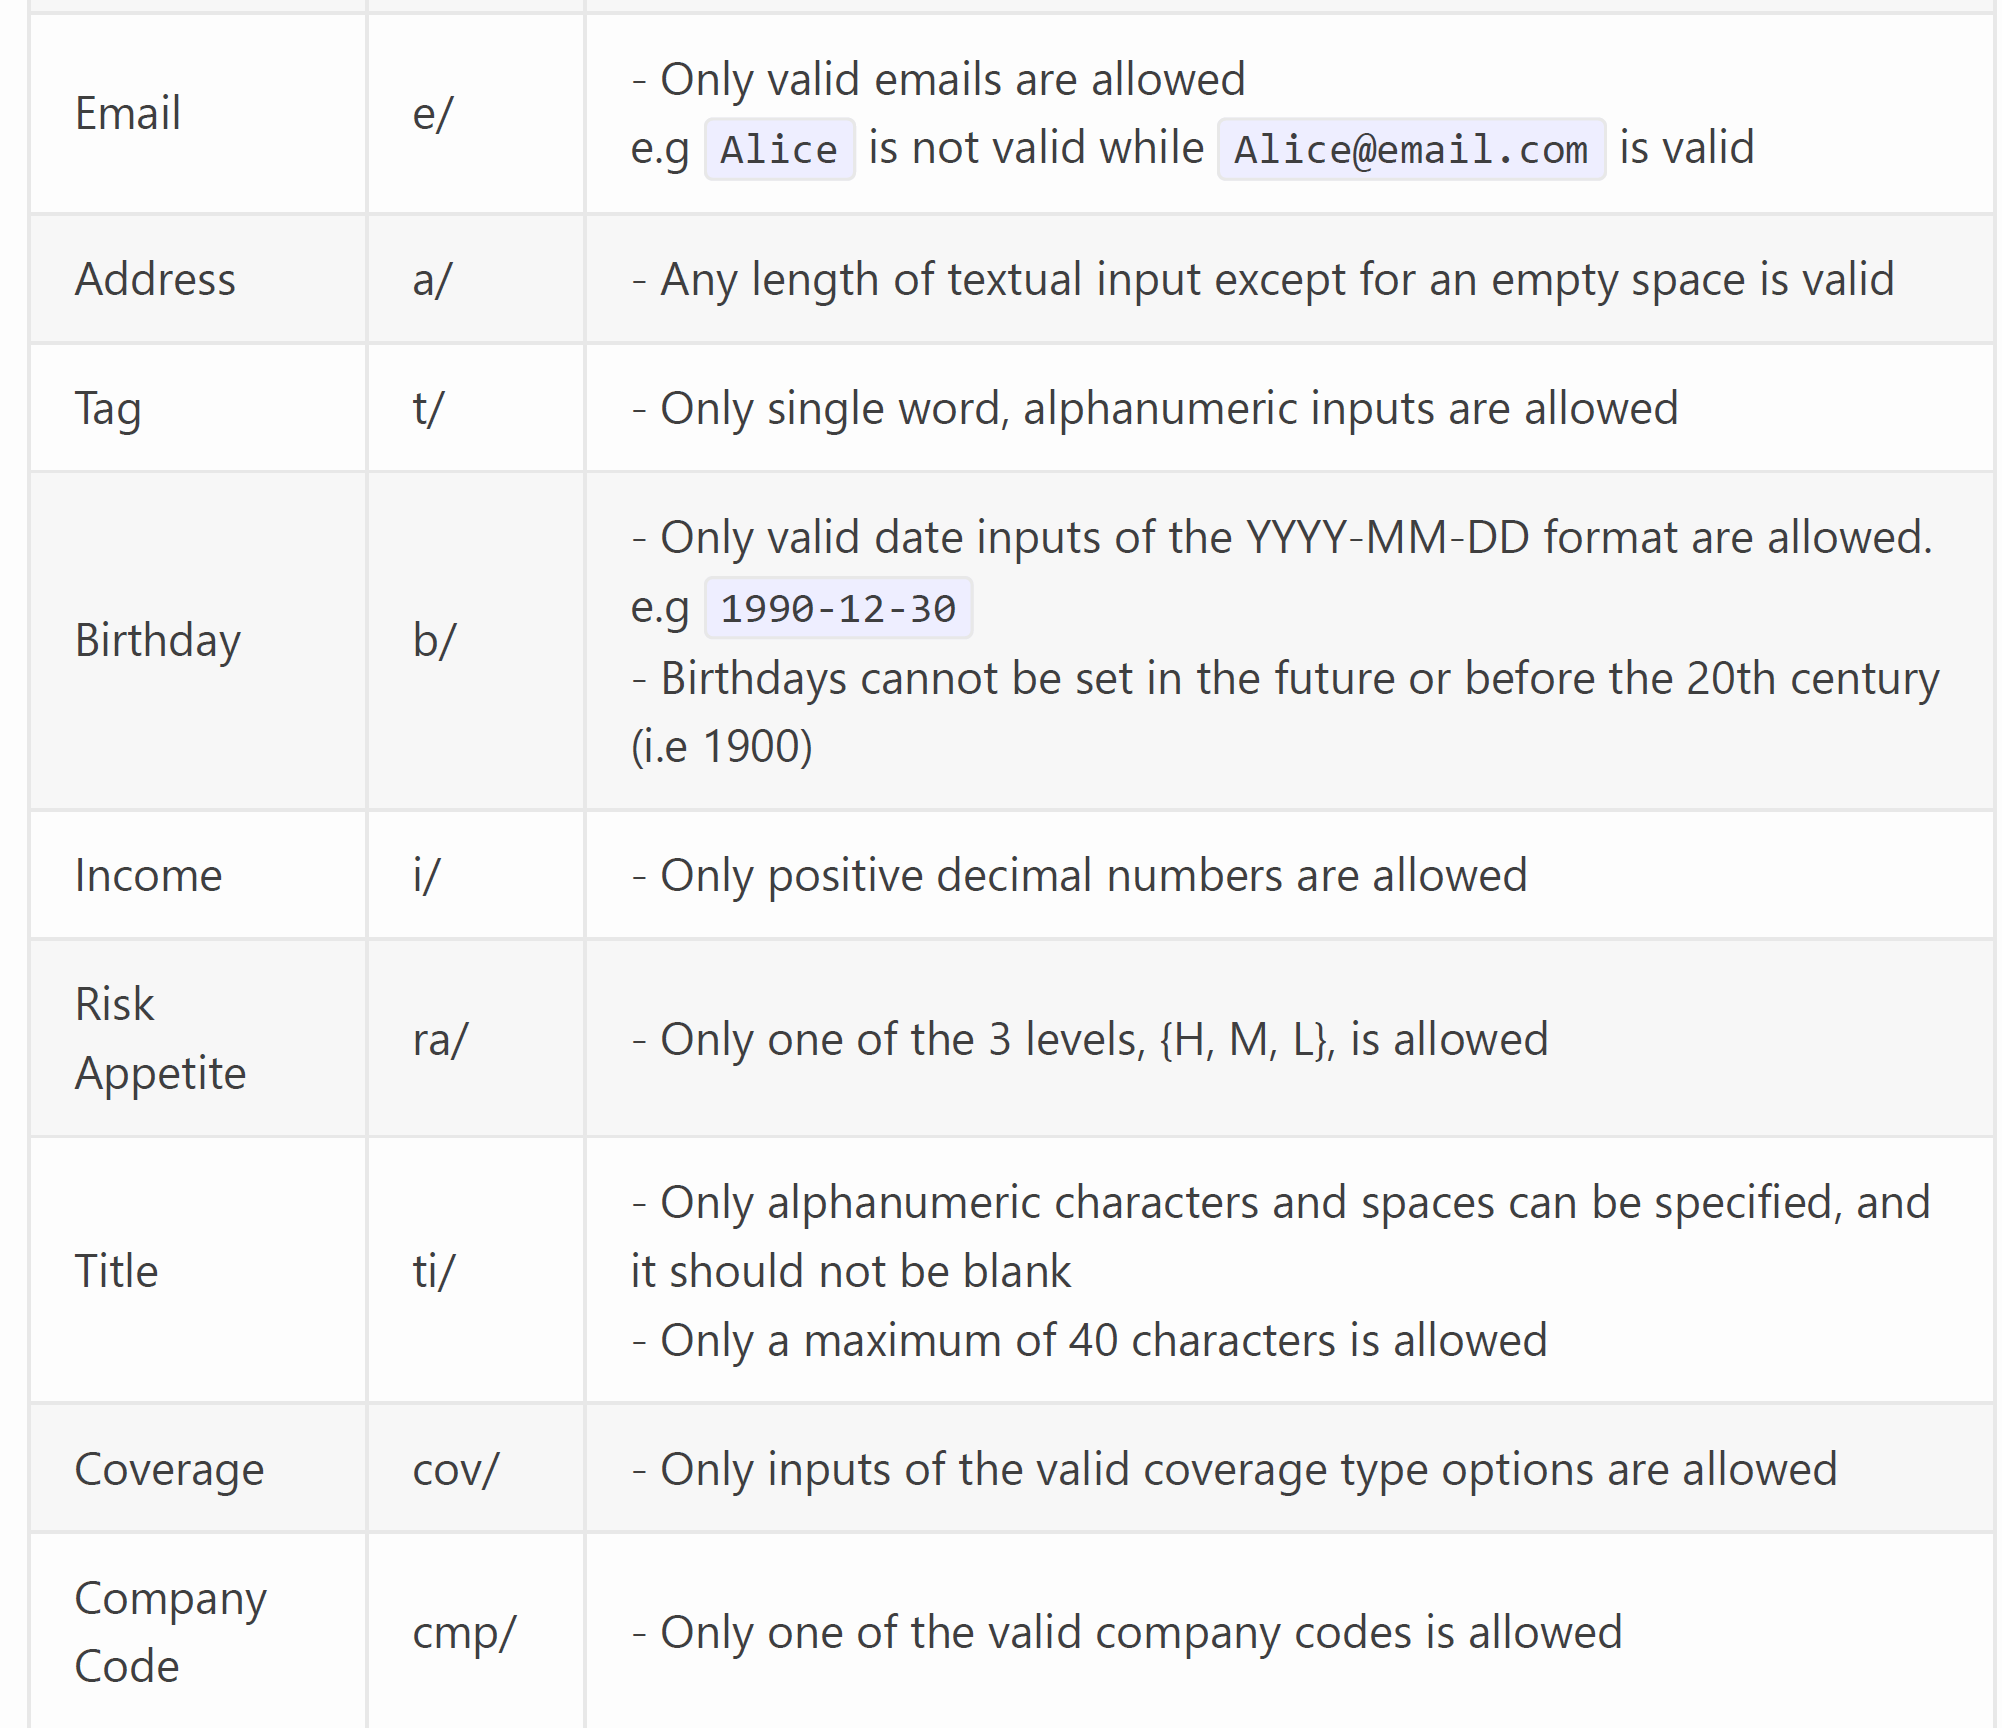 Email
e/
- Only valid emails are allowed
e.g Alice is not valid while Alice@email.com is valid
Address
a/
- Any length of textual input except for an empty space is valid
Tag
t/
- Only single word, alphanumeric inputs are allowed
Birthday
b/
- Only valid date inputs of the YYYY-MM-DD format are allowed.
e.g 1990-12-30
- Birthdays cannot be set in the future or before the 20th century
(i.e 1900)
Income
i/
- Only positive decimal numbers are allowed
Risk
Appetite
ra/
- Only one of the 3 levels, {H, M, L}, is allowed
Title
ti/
- Only alphanumeric characters and spaces can be specified, and
it should not be blank
- Only a maximum of 40 characters is allowed
Coverage
cov/
- Only inputs of the valid coverage type options are allowed
Company
Code
cmp/
- Only one of the valid company codes is allowed